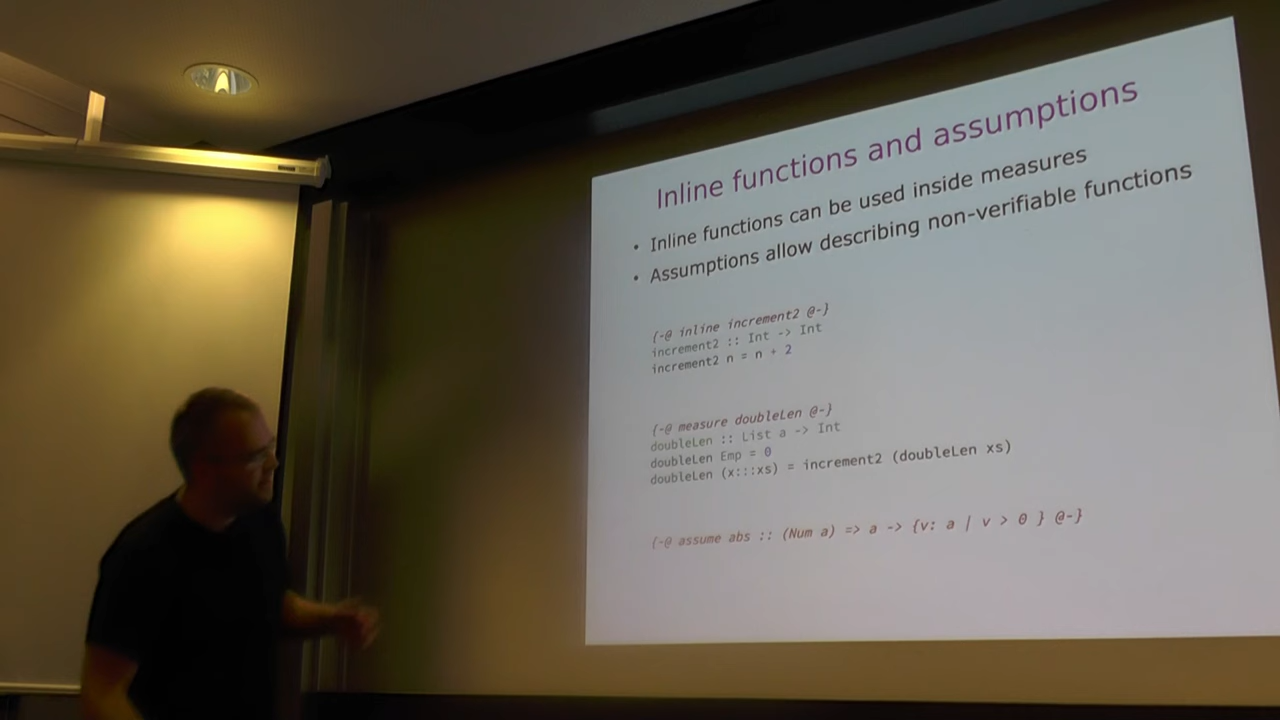 Inline functions and assumptions
• Inline functions can be used inside measures
• Assumptions allow describing non-verifiable functions
{-@ inline increment2 @-}
increment2 :: Int -> Int
increment2 n = n + 2
{-@ measure doubleLen @-}
doubleLen :: List a -> Int
doubleLen Emp = 0
doubleLen (x:::xs) = increment2 (doubleLen xs)
{-@ assume abs :: (Num a) => a -> {v: a | v > 0 } @-}